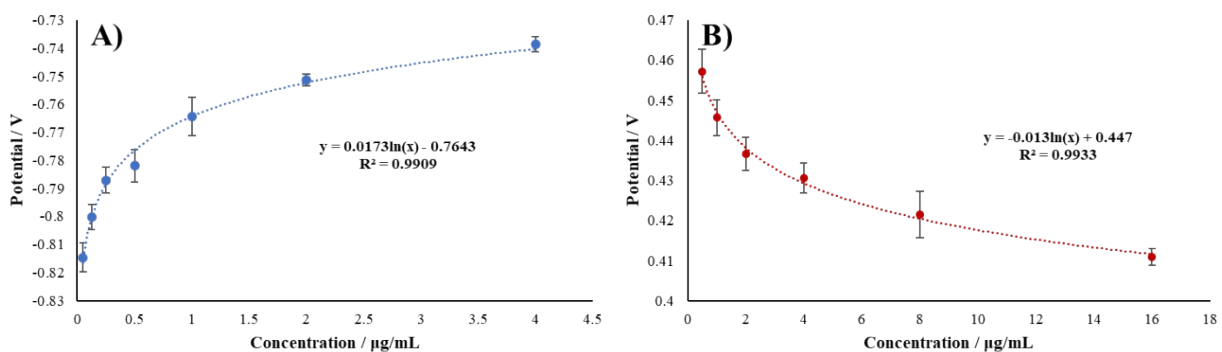 A)
-0.73
-0.74
-0.75
-0.76
-0.77
-0.78
-0.79
-0.8
-0.81
-0.82
-0.83
Potential / V
y = 0.0173ln(x) - 0.7643
R² = 0.9909
0 0.5 1 1.5 2 2.5 3 3.5 4 4.5
Concentration / µg/mL
B)
0.47
0.46
0.45
0.44
0.43
0.42
0.41
0.4
Potential / V
y = -0.013ln(x) + 0.447
R² = 0.9933
0 2 4 6 8 10 12 14 16 18
Concentration / µg/mL